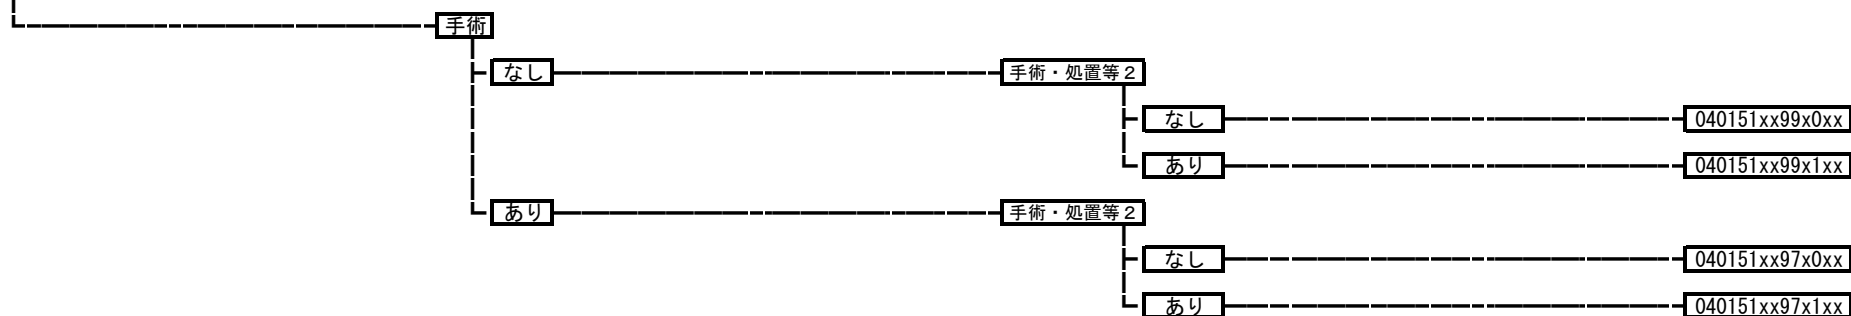 手術
なし 手術・処置等２
なし 040151xx99x0xx
あり 040151xx99x1xx
あり 手術・処置等２
なし 040151xx97x0xx
あり 040151xx97x1xx